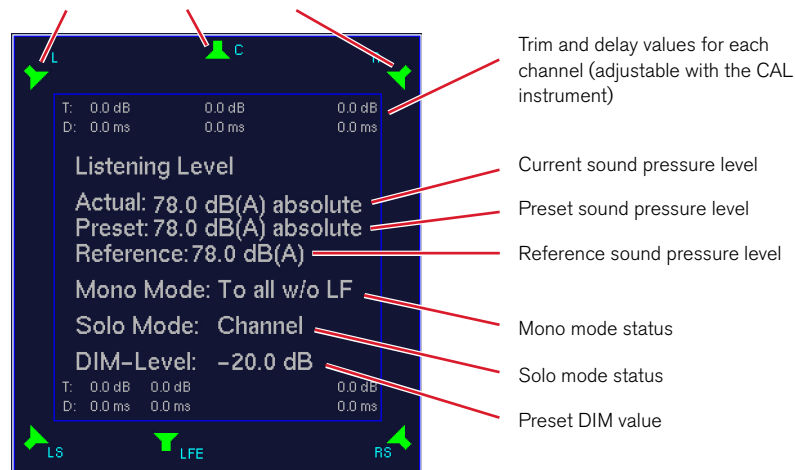 L
C
T: 0.0 dB 0.0 dB 0.0 dB
D: 0.0 ms 0.0 ms 0.0 ms
Listening Level
Actual: 78.0 dB(A) absolute
Preset: 78.0 dB(A) absolute
Reference: 78.0 dB(A)
Mono Mode: To all w/o LF
Solo Mode: Channel
DIM-Level: -20.0 dB
T: 0.0 dB 0.0 dB 0.0 dB
D: 0.0 ms 0.0 ms 0.0 ms
LS
LFE
RS
Trim and delay values for each
channel (adjustable with the CAL
instrument)
Current sound pressure level
Preset sound pressure level
Reference sound pressure level
Mono mode status
Solo mode status
Preset DIM value